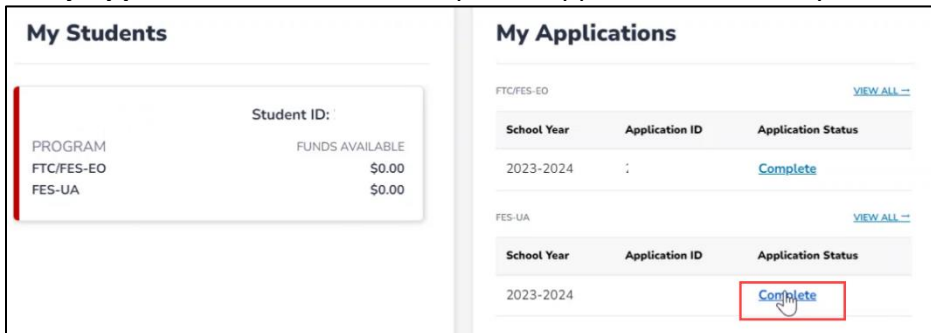 My Students
Student ID:
PROGRAM FUNDS AVAILABLE
FTC/FES-EO $0.00
FES-UA $0.00
My Applications
FTC/FES-EO VIEW ALL →
School Year Application ID Application Status
2023-2024 Complete
FES-UA VIEW ALL →
School Year Application ID Application Status
2023-2024 Complete